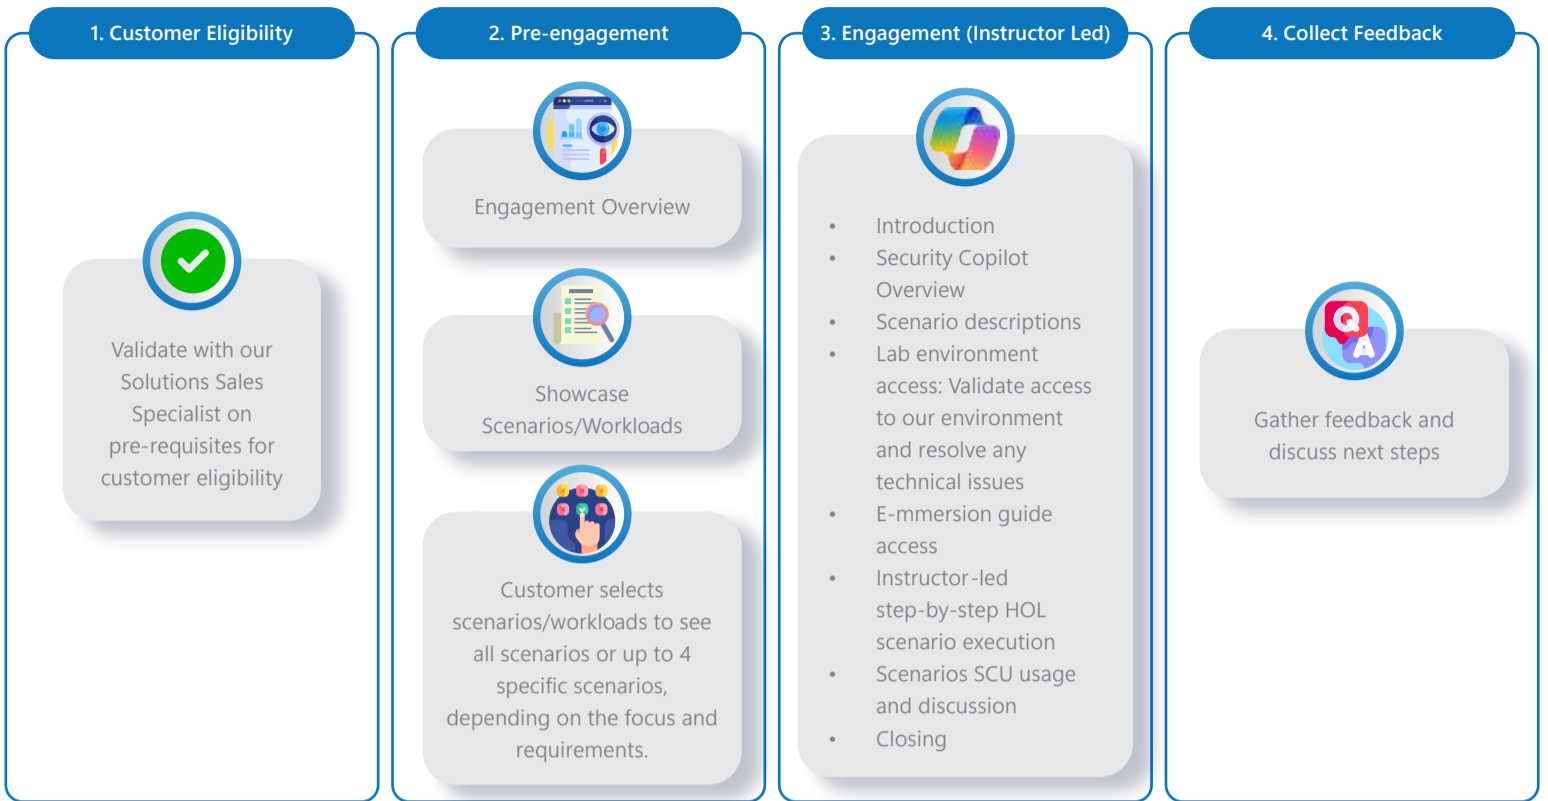 1. Customer Eligibility
Validate with our
Solutions Sales
Specialist on
pre-requisites for
customer eligibility
2. Pre-engagement
Engagement Overview
Showcase
Scenarios/Workloads
Customer selects
scenarios/workloads to see
all scenarios or up to 4
specific scenarios,
depending on the focus and
requirements.
3. Engagement (Instructor Led)
• Introduction
• Security Copilot
Overview
• Scenario descriptions
• Lab environment
access: Validate access
to our environment
and resolve any
technical issues
• E-mmersion guide
access
• Instructor-led
step-by-step HOL
scenario execution
• Scenarios SCU usage
and discussion
• Closing
4. Collect Feedback
Q
A
Gather feedback and
discuss next steps